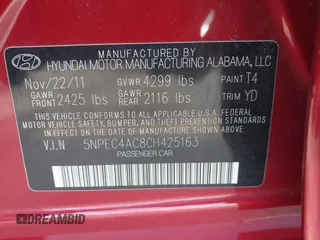 MANUFACTURED BY
HYUNDAI MOTOR MANUFACTURING ALABAMA, LLC
Nov/22/11 GVWR 4299 lbs PAINT T4
GAWR FRONT 2425 lbs GAWR REAR 2116 lbs TRIM YD
THIS VEHICLE CONFORMS TO ALL APPLICABLE U.S. FEDERAL MOTOR VEHICLE
SAFETY, BUMPER, AND THEFT PREVENTION STANDARDS IN EFFECT ON
THE DATE OF MANUFACTURE SHOWN ABOVE.
V.I.N 5NPEC4AC8CH425163
PASSENGER CAR
DREAMBID